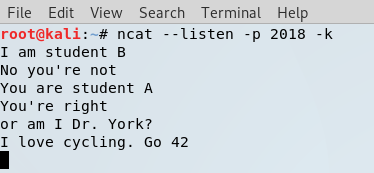 File Edit View Search Terminal Help
root@kali:~# ncat --listen -p 2018 -k
I am student B
No you're not
You are student A
You're right
or am I Dr. York?
I love cycling. Go 42